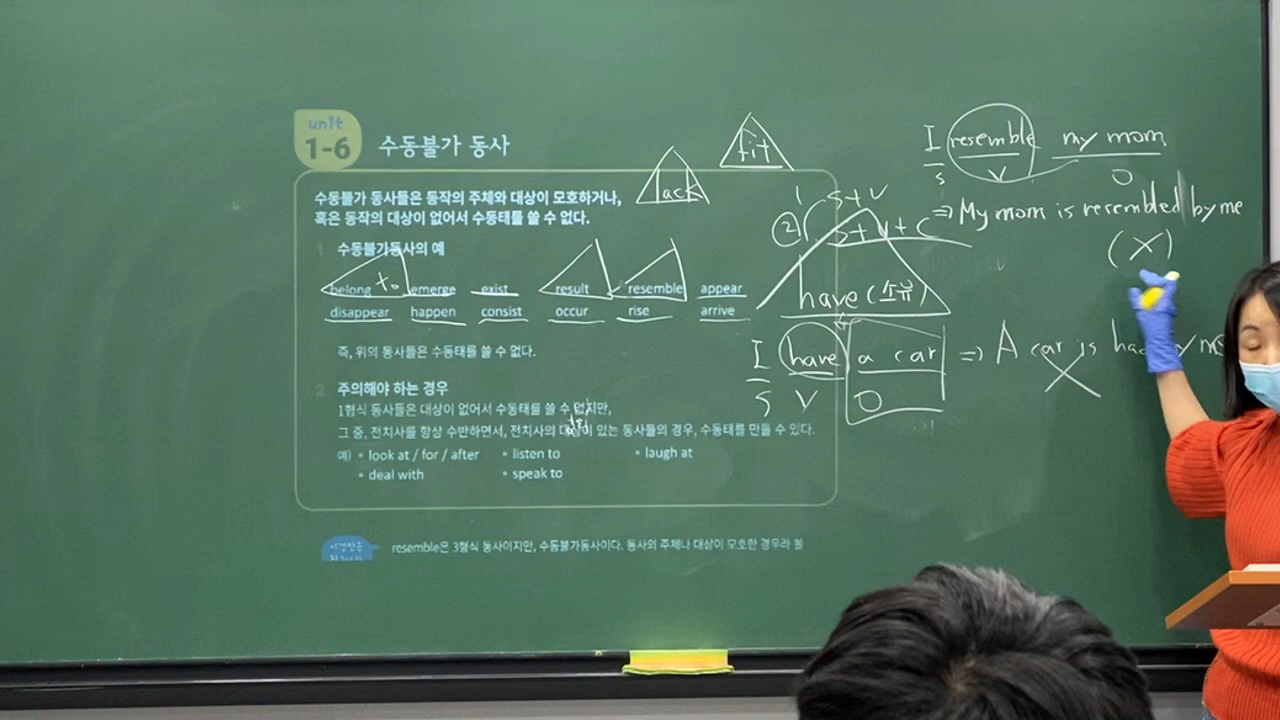 unit
1-6 수동불가 동사
수동불가 동사들은 동작의 주체와 대상이 모호하거나,
혹은 동작의 대상이 없어서 수동태를 쓸 수 없다.
1 수동불가동사의 예
belong to emerge exist result resemble appear
disappear happen consist occur rise arrive
즉, 위의 동사들은 수동태를 쓸 수 없다.
2 주의해야 하는 경우
1형식 동사들은 대상이 없어서 수동태를 쓸 수 없지만,
그 중, 전치사를 항상 수반하면서, 전치사의 대상이 있는 동사들의 경우, 수동태를 만들 수 있다.
예) • look at / for / after • listen to • laugh at
• deal with • speak to
resemble은 3형식 동사이지만, 수동불가동사이다. 동사의 주체나 대상이 모호한 경우라 볼
lack
fit
1 S+V
② S+V+C
have (소유)
I have a car ⇒ A car is had by me
S V O
I resemble my mom
S V O
⇒ My mom is resembled by me
(X)